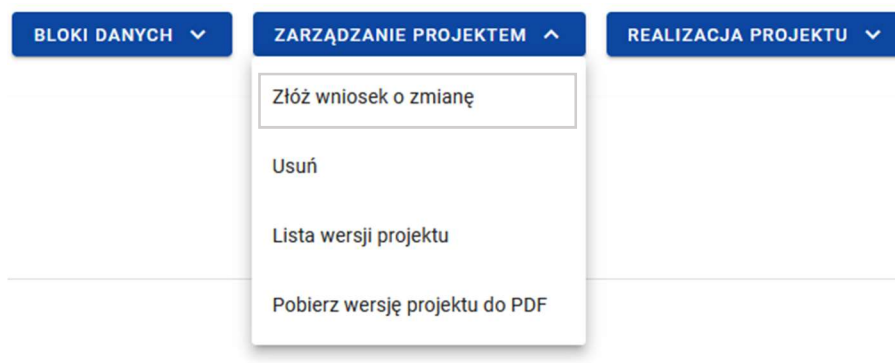 BLOKI DANYCH
ZARZĄDZANIE PROJEKTEM
REALIZACJA PROJEKTU
Złóż wniosek o zmianę
Usuń
Lista wersji projektu
Pobierz wersję projektu do PDF